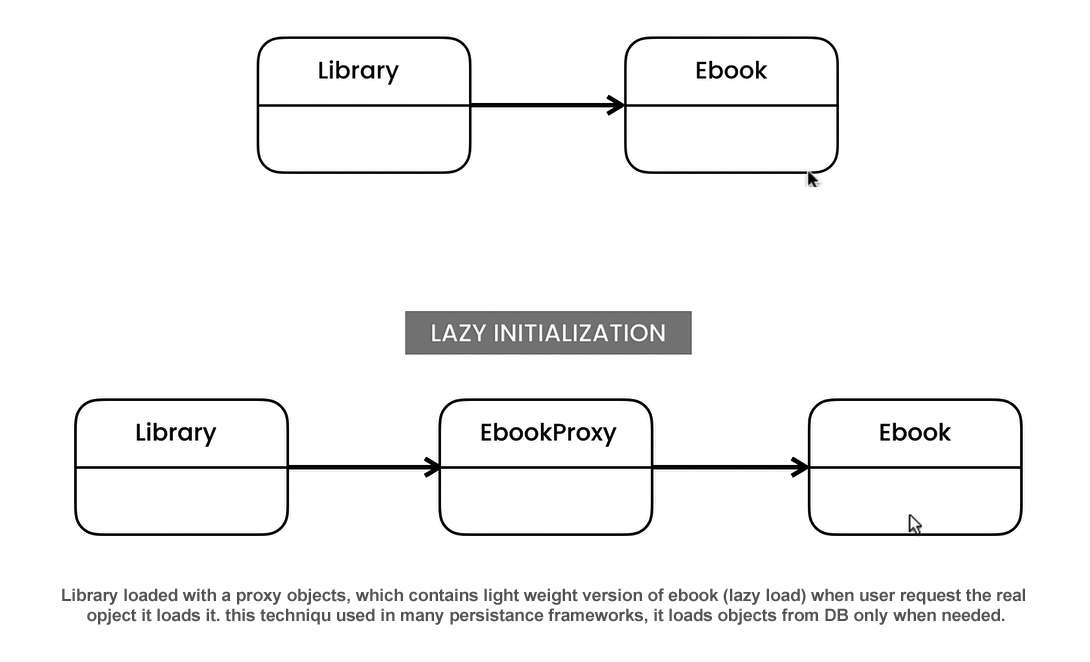 Library
Ebook
LAZY INITIALIZATION
Library
EbookProxy
Ebook
Library loaded with a proxy objects, which contains light weight version of ebook (lazy load) when user request the real
opject it loads it. this techniqu used in many persistance frameworks, it loads objects from DB only when needed.